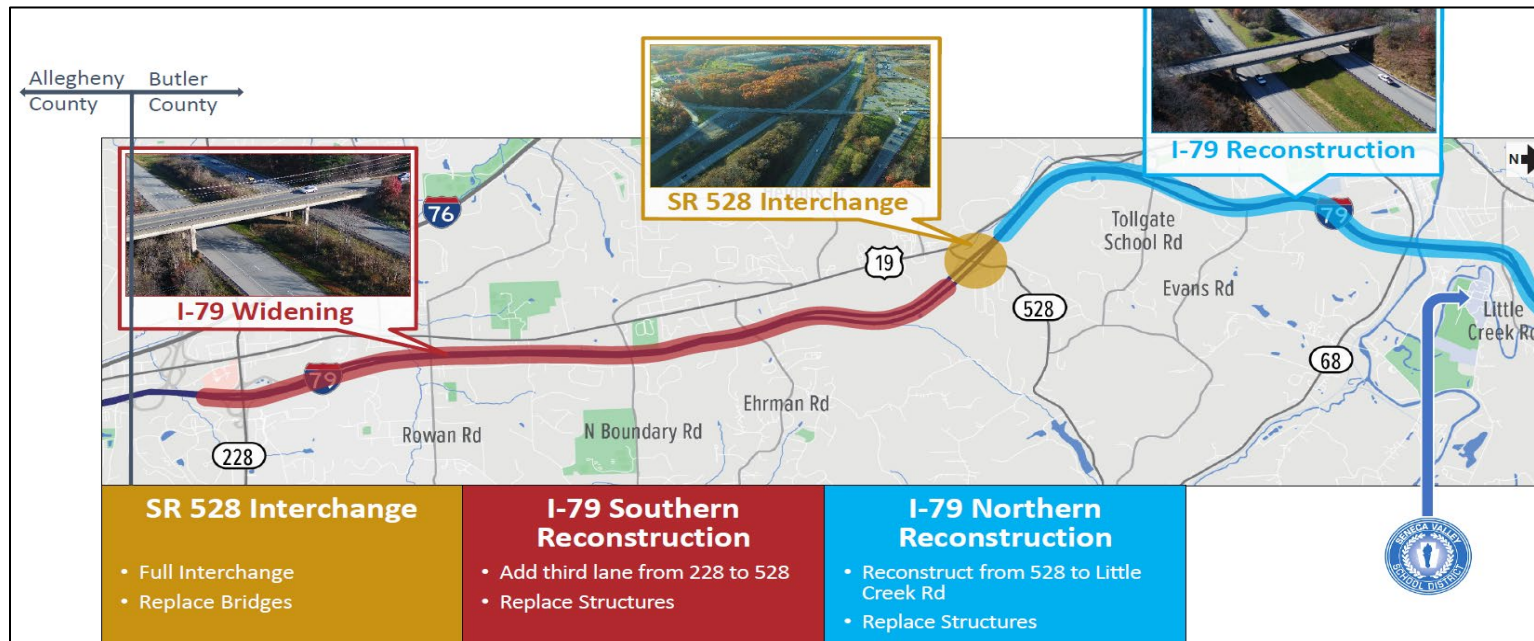 Allegheny
County
Butler
County
I-79 Widening
76
SR 528 Interchange
I-79 Reconstruction
N
19
Tollgate
School Rd
79
Evans Rd
528
Little
Creek Rd
68
79
Ehrman Rd
N Boundary Rd
Rowan Rd
228
SR 528 Interchange
• Full Interchange
• Replace Bridges
I-79 Southern
Reconstruction
• Add third lane from 228 to 528
• Replace Structures
I-79 Northern
Reconstruction
• Reconstruct from 528 to Little
Creek Rd
• Replace Structures
SENECA VALLEY
SCHOOL DISTRICT